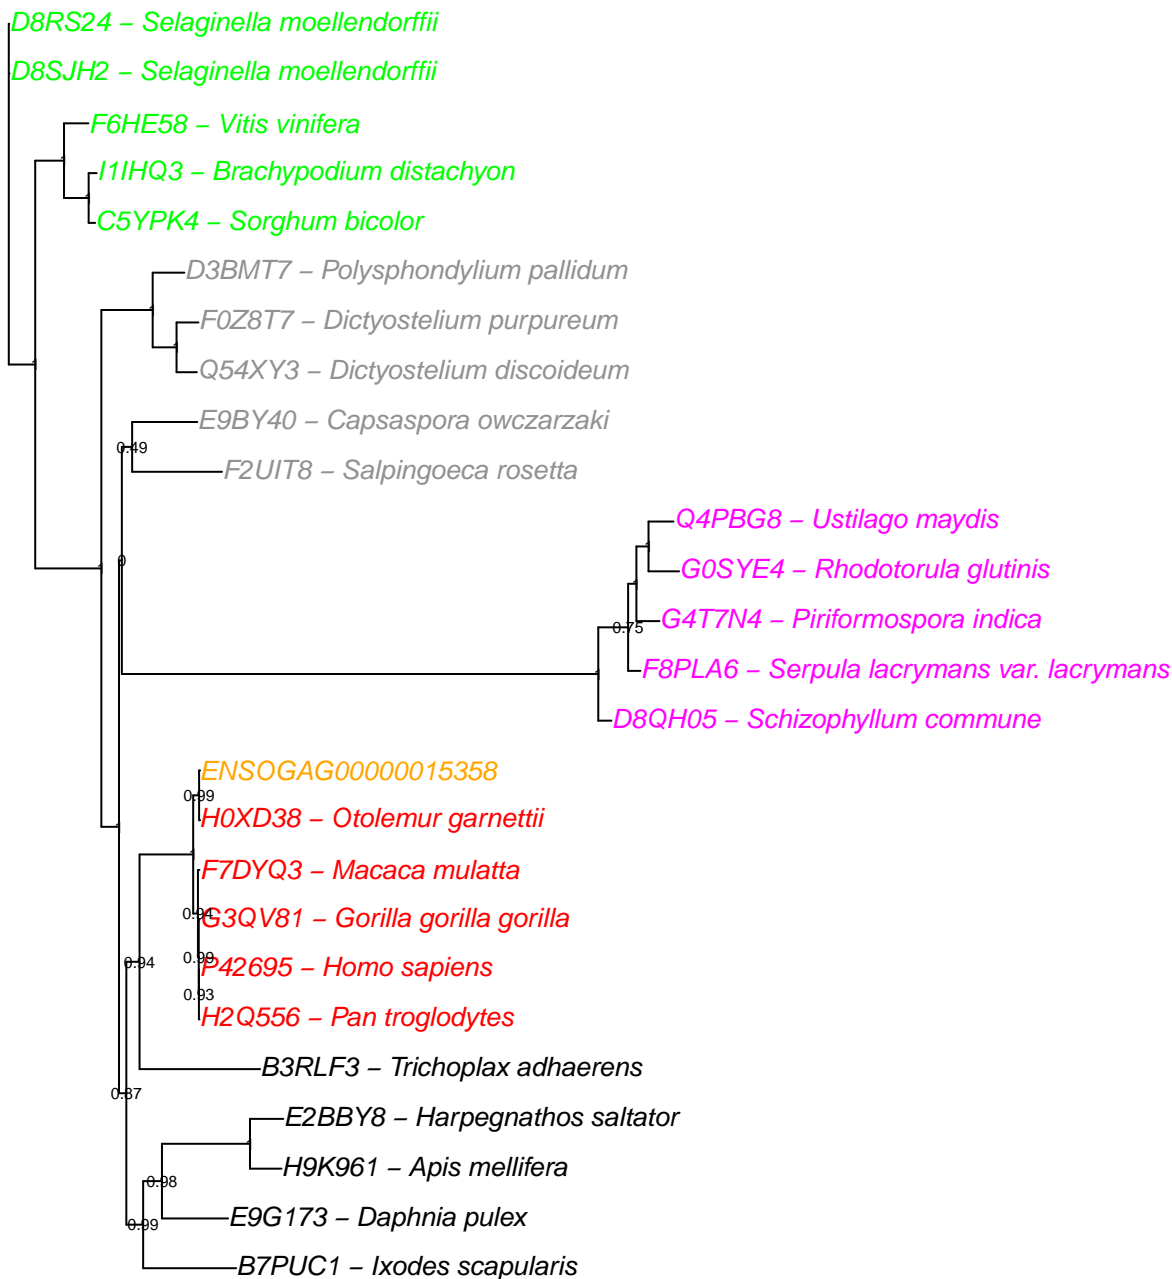 D8RS24 – Selaginella moellendorffii
D8SJH2 – Selaginella moellendorffii
F6HE58 – Vitis vinifera
I1IHQ3 – Brachypodium distachyon
C5YPK4 – Sorghum bicolor
D3BMT7 – Polysphondylium pallidum
F0Z8T7 – Dictyostelium purpureum
Q54XY3 – Dictyostelium discoideum
E9BY40 – Capsaspora owczarzaki
0.49
F2UIT8 – Salpingoeca rosetta
Q4PBG8 – Ustilago maydis
0
G0SYE4 – Rhodotorula glutinis
G4T7N4 – Piriformospora indica
0.75
F8PLA6 – Serpula lacrymans var. lacrymans
D8QH05 – Schizophyllum commune
ENSOGAG00000015358
0.99
H0XD38 – Otolemur garnettii
F7DYQ3 – Macaca mulatta
0.94
G3QV81 – Gorilla gorilla gorilla
0.99
0.94
P42695 – Homo sapiens
0.93
H2Q556 – Pan troglodytes
B3RLF3 – Trichoplax adhaerens
0.87
E2BBY8 – Harpegnathos saltator
H9K961 – Apis mellifera
0.98
E9G173 – Daphnia pulex
0.99
B7PUC1 – Ixodes scapularis